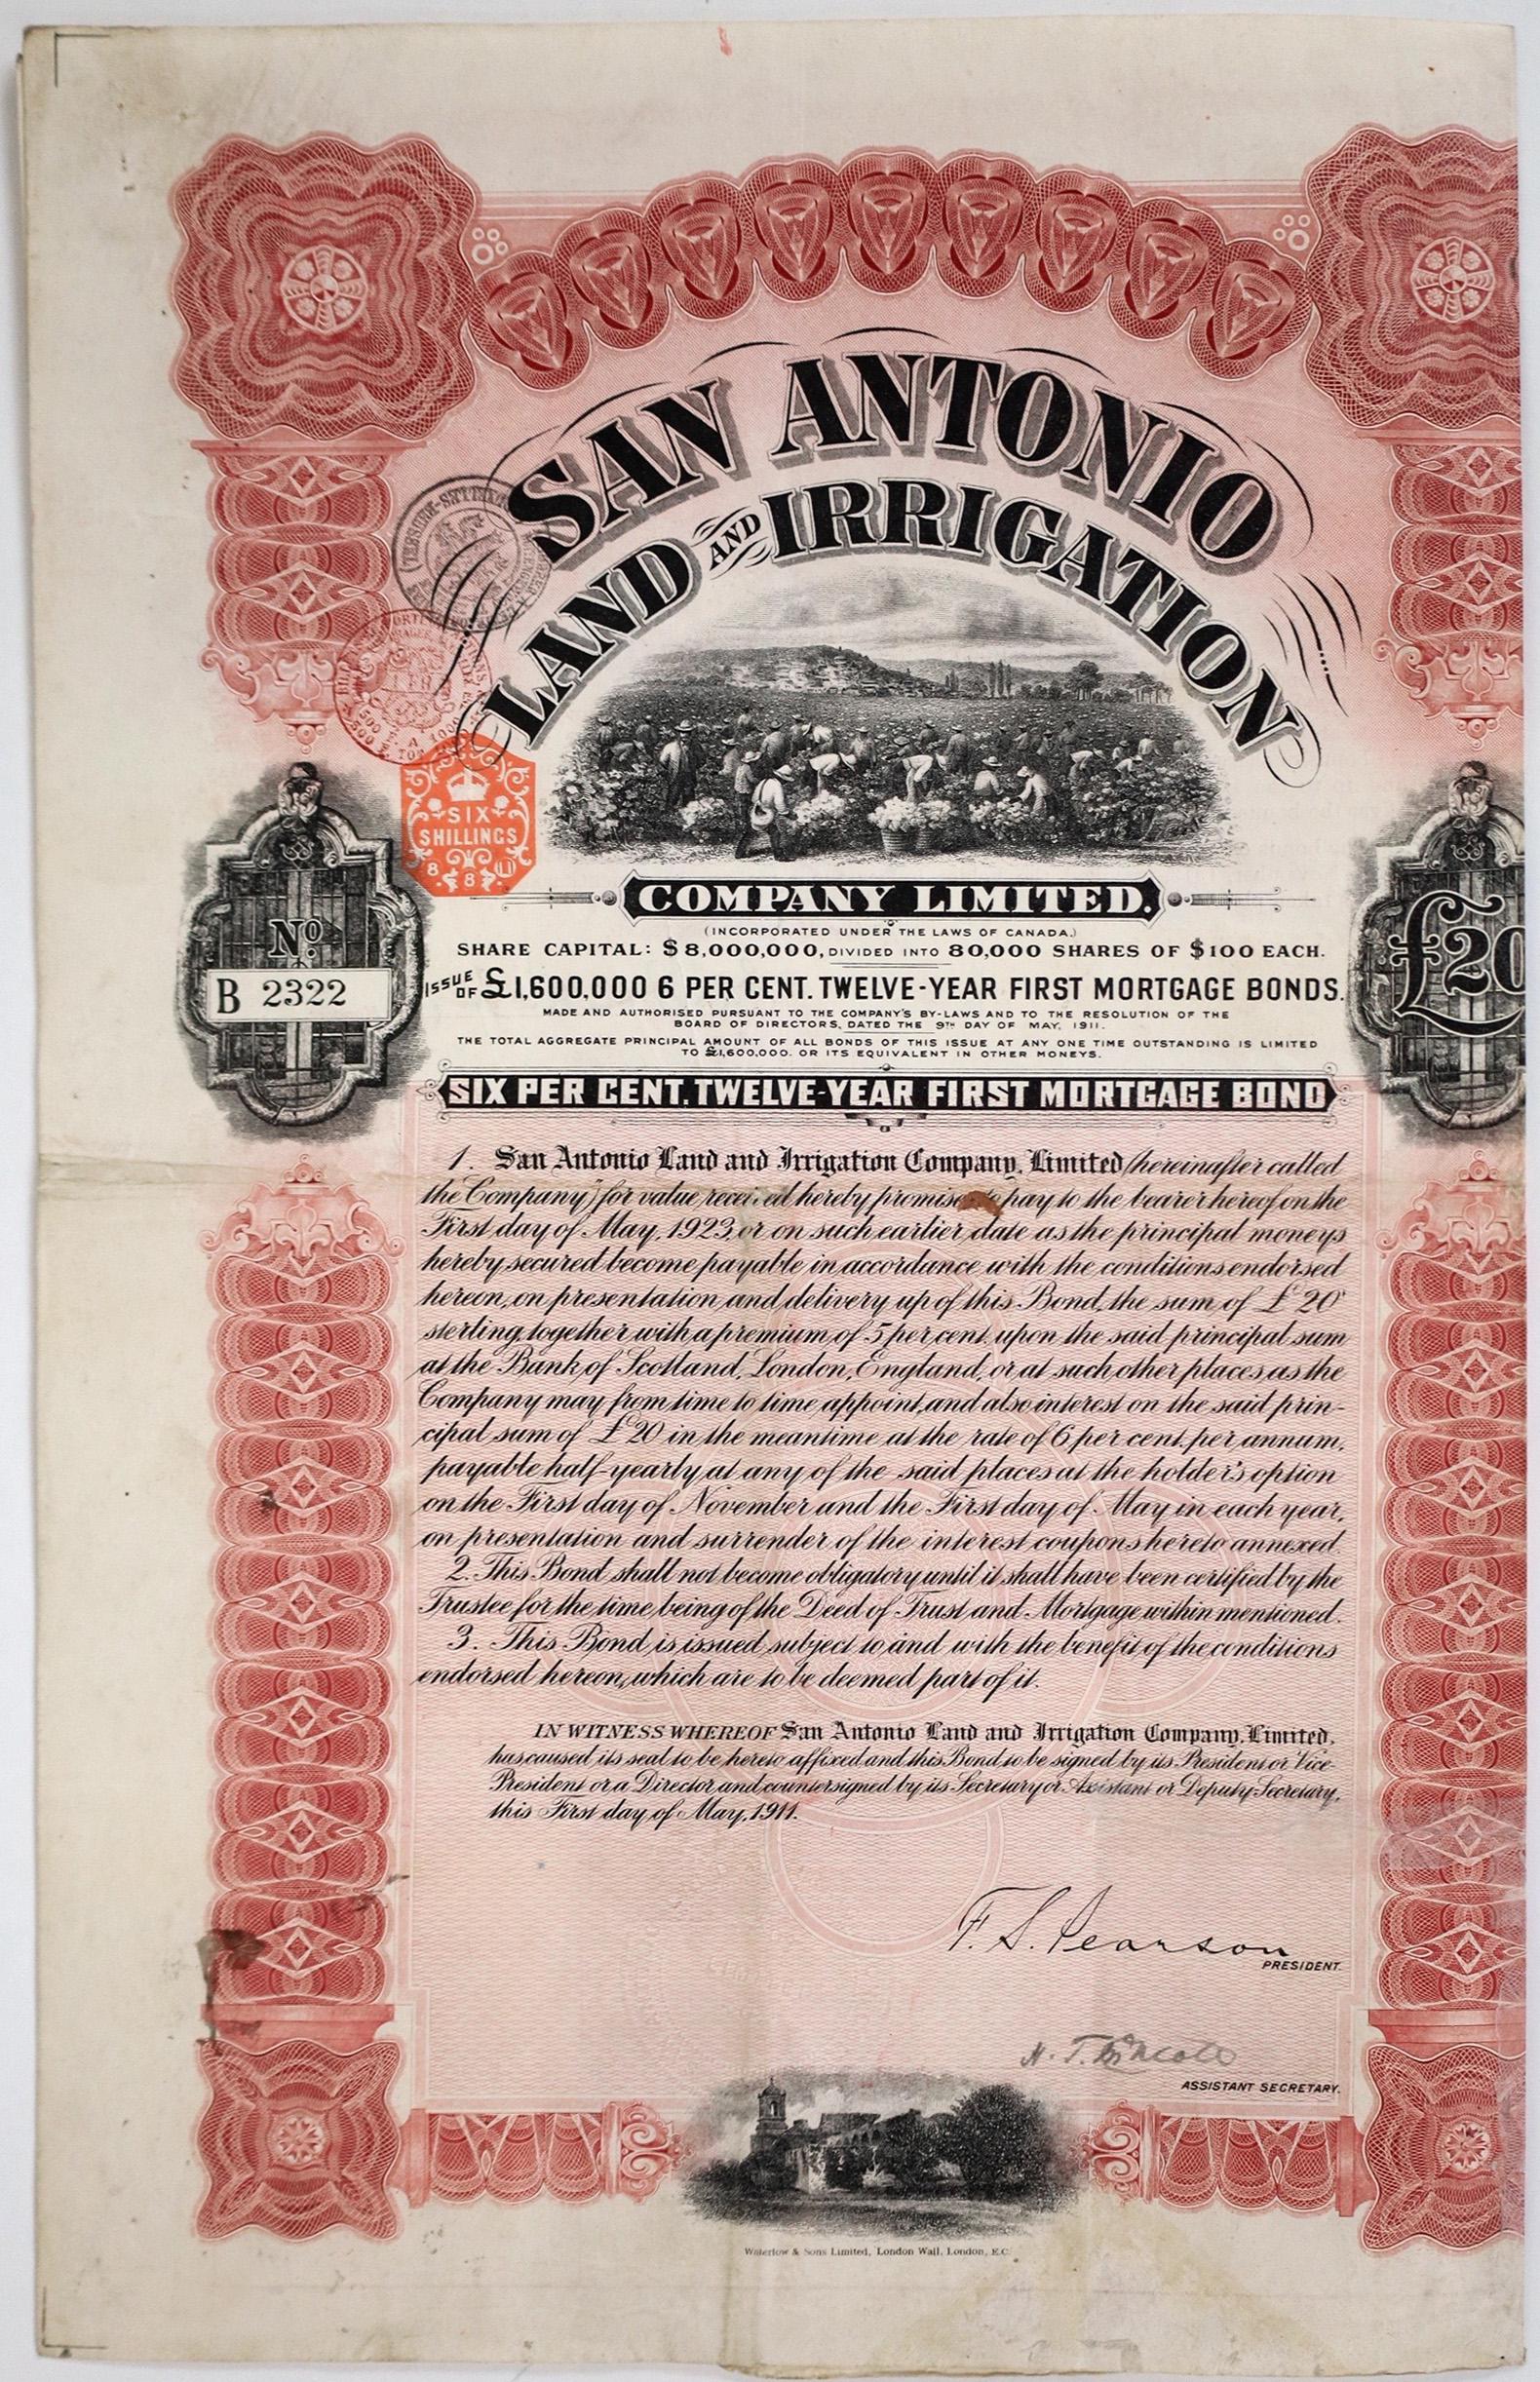 SAN ANTONIO
LAND AND IRRIGATION
SIX
SHILLINGS
COMPANY LIMITED.
(INCORPORATED UNDER THE LAWS OF CANADA.)
SHARE CAPITAL: $8,000,000, DIVIDED INTO 80,000 SHARES OF $100 EACH.
No.
B 2322
£20
ISSUE OF £1,600,000 6 PER CENT. TWELVE-YEAR FIRST MORTGAGE BONDS.
MADE AND AUTHORISED PURSUANT TO THE COMPANY'S BY-LAWS AND TO THE RESOLUTION OF THE
BOARD OF DIRECTORS, DATED THE 9TH DAY OF MAY, 1911.
THE TOTAL AGGREGATE PRINCIPAL AMOUNT OF ALL BONDS OF THIS ISSUE AT ANY ONE TIME OUTSTANDING IS LIMITED
TO £1,600,000. OR ITS EQUIVALENT IN OTHER MONEYS.
SIX PER CENT. TWELVE-YEAR FIRST MORTGAGE BOND
1. San Antonio Land and Irrigation Company, Limited (hereinafter called
the "Company") for value received hereby promises to pay to the bearer hereof on the
First day of May, 1923, or on such earlier date as the principal moneys
hereby secured become payable in accordance with the conditions endorsed
hereon, on presentation and delivery up of this Bond, the sum of £20
sterling, together with a premium of 5 per cent. upon the said principal sum
at the Bank of Scotland, London, England, or at such other places as the
Company may from time to time appoint, and also interest on the said prin-
cipal sum of £20 in the meantime at the rate of 6 per cent. per annum,
payable half-yearly at any of the said places at the holder's option
on the First day of November and the First day of May in each year,
on presentation and surrender of the interest coupons hereto annexed.
2. This Bond shall not become obligatory until it shall have been certified by the
Trustee for the time being of the Deed of Trust and Mortgage within mentioned.
3. This Bond is issued subject to and with the benefit of the conditions
endorsed hereon, which are to be deemed part of it.
IN WITNESS WHEREOF San Antonio Land and Irrigation Company, Limited,
has caused its seal to be hereto affixed and this Bond to be signed by its President or Vice-
President or a Director and countersigned by its Secretary or Assistant or Deputy-Secretary,
this First day of May, 1911.
F. S. Pearson
PRESIDENT.
ASSISTANT SECRETARY.
Waterlow & Sons Limited, London Wall, London, E.C.